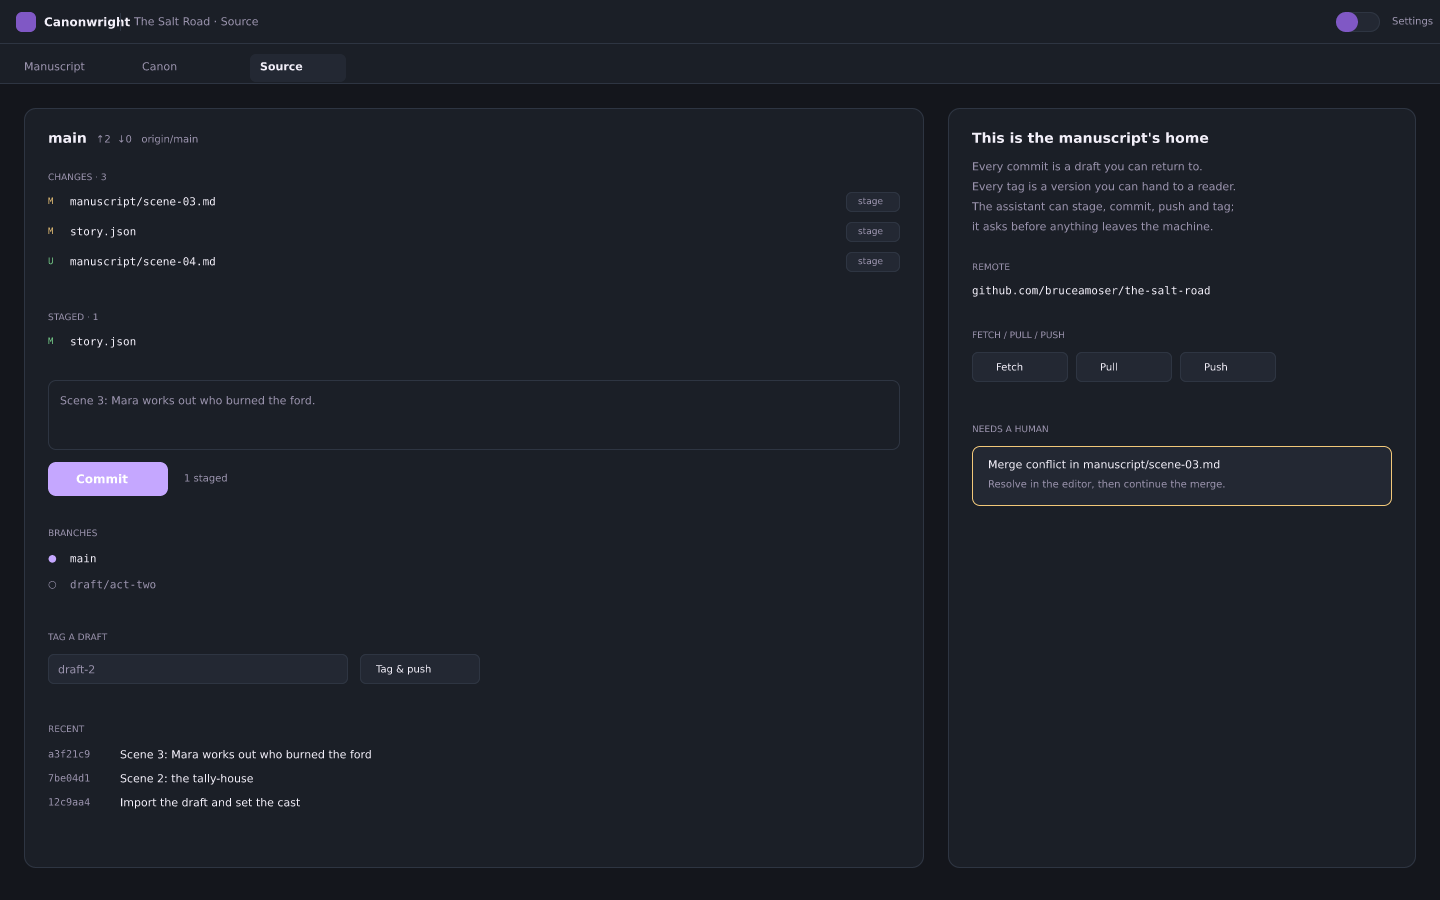 Canonwright The Salt Road · Source
Settings
Manuscript Canon Source
main ↑2 ↓0 origin/main
CHANGES · 3
M manuscript/scene-03.md stage
M story.json stage
U manuscript/scene-04.md stage
STAGED · 1
M story.json
Scene 3: Mara works out who burned the ford.
Commit 1 staged
BRANCHES
main
draft/act-two
TAG A DRAFT
draft-2 Tag & push
RECENT
a3f21c9 Scene 3: Mara works out who burned the ford
7be04d1 Scene 2: the tally-house
12c9aa4 Import the draft and set the cast
This is the manuscript's home
Every commit is a draft you can return to.
Every tag is a version you can hand to a reader.
The assistant can stage, commit, push and tag;
it asks before anything leaves the machine.
REMOTE
github.com/bruceamoser/the-salt-road
FETCH / PULL / PUSH
Fetch Pull Push
NEEDS A HUMAN
Merge conflict in manuscript/scene-03.md
Resolve in the editor, then continue the merge.